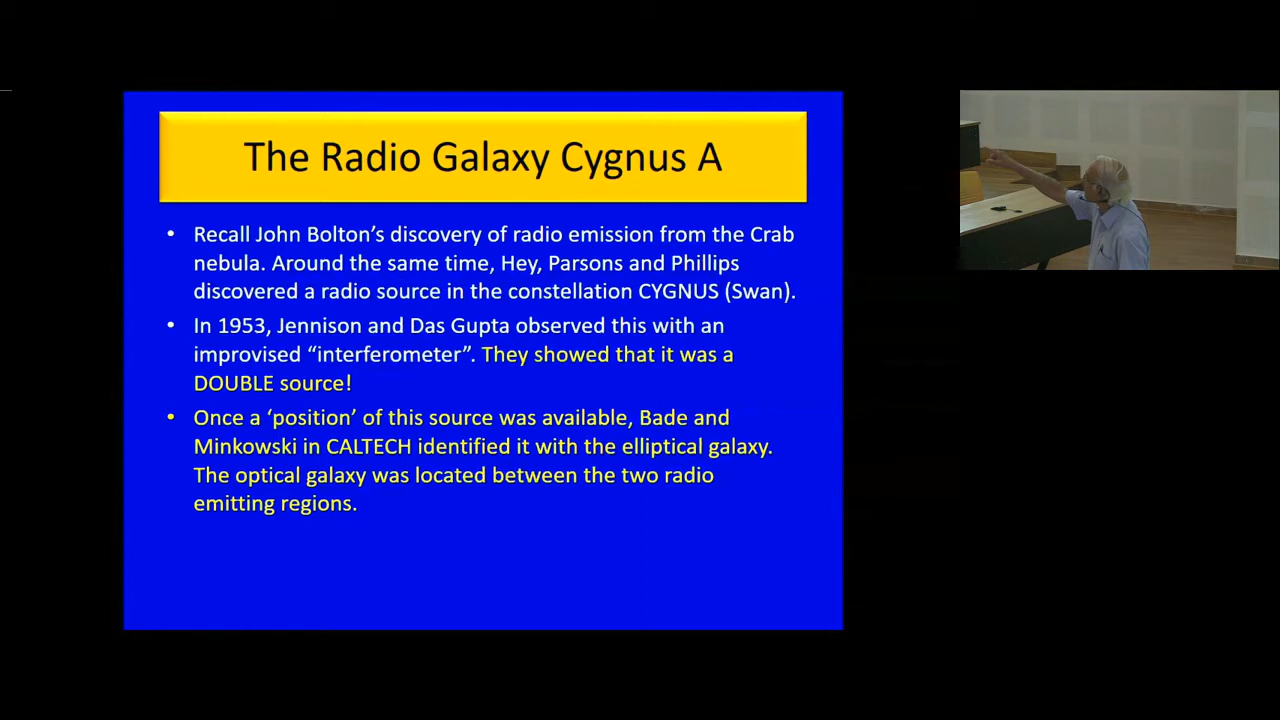 The Radio Galaxy Cygnus A
• Recall John Bolton’s discovery of radio emission from the Crab
nebula. Around the same time, Hey, Parsons and Phillips
discovered a radio source in the constellation CYGNUS (Swan).
• In 1953, Jennison and Das Gupta observed this with an
improvised “interferometer”. They showed that it was a
DOUBLE source!
• Once a ‘position’ of this source was available, Bade and
Minkowski in CALTECH identified it with the elliptical galaxy.
The optical galaxy was located between the two radio
emitting regions.